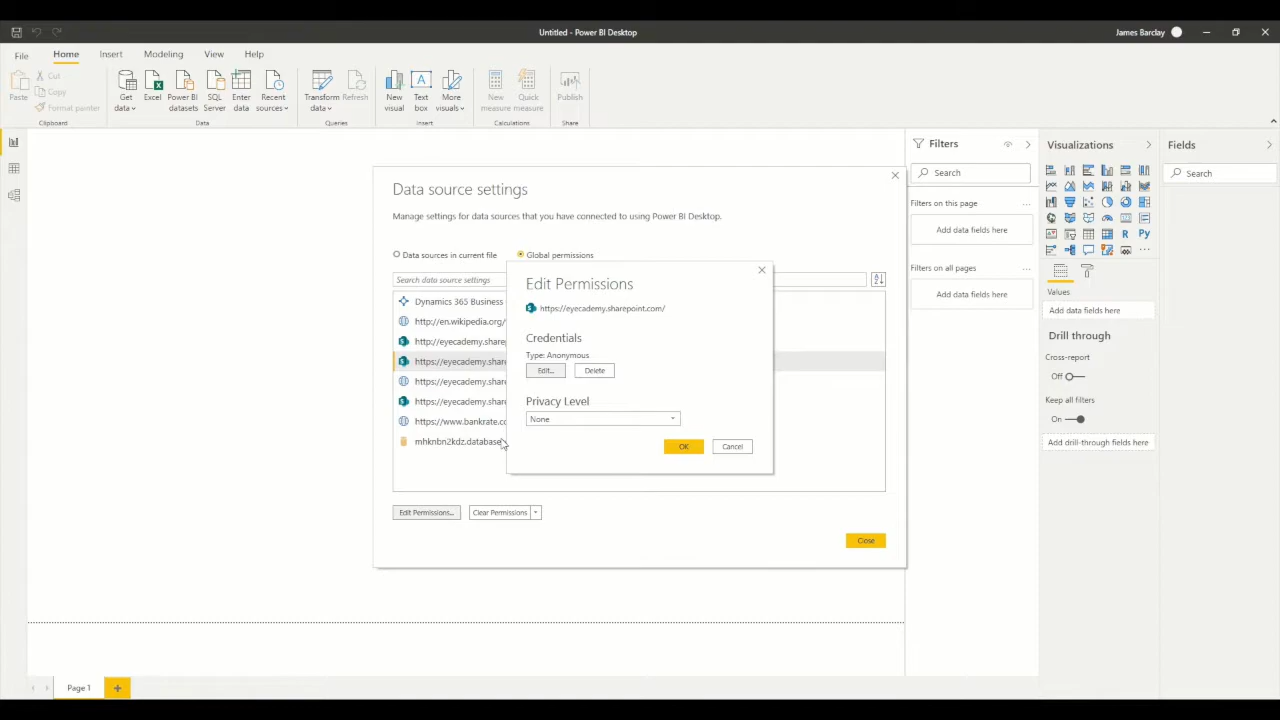 Untitled - Power BI Desktop
James Barclay
File Home Insert Modeling View Help
Paste
Cut
Copy
Format painter
Clipboard
Get data
Excel
Power BI datasets
SQL Server
Enter data
Recent sources
Data
Transform data
Refresh
Queries
New visual
Text box
More visuals
Insert
New measure
Quick measure
Calculations
Publish
Share
Data source settings
Manage settings for data sources that you have connected to using Power BI Desktop.
Data sources in current file
Global permissions
Search data source settings
Dynamics 365 Business
http://en.wikipedia.org/
http://eyecademy.sharep
https://eyecademy.shar
https://eyecademy.shar
https://eyecademy.shar
https://www.bankrate.co
mhknbn2kdz.database
Edit Permissions...
Clear Permissions
Close
Edit Permissions
https://eyecademy.sharepoint.com/
Credentials
Type: Anonymous
Edit...
Delete
Privacy Level
None
OK
Cancel
Filters
Search
Filters on this page
...
Add data fields here
Filters on all pages
...
Add data fields here
Visualizations
R
Py
...
Values
Add data fields here
Drill through
Cross-report
Off
Keep all filters
On
Add drill-through fields here
Fields
Search
Page 1
+